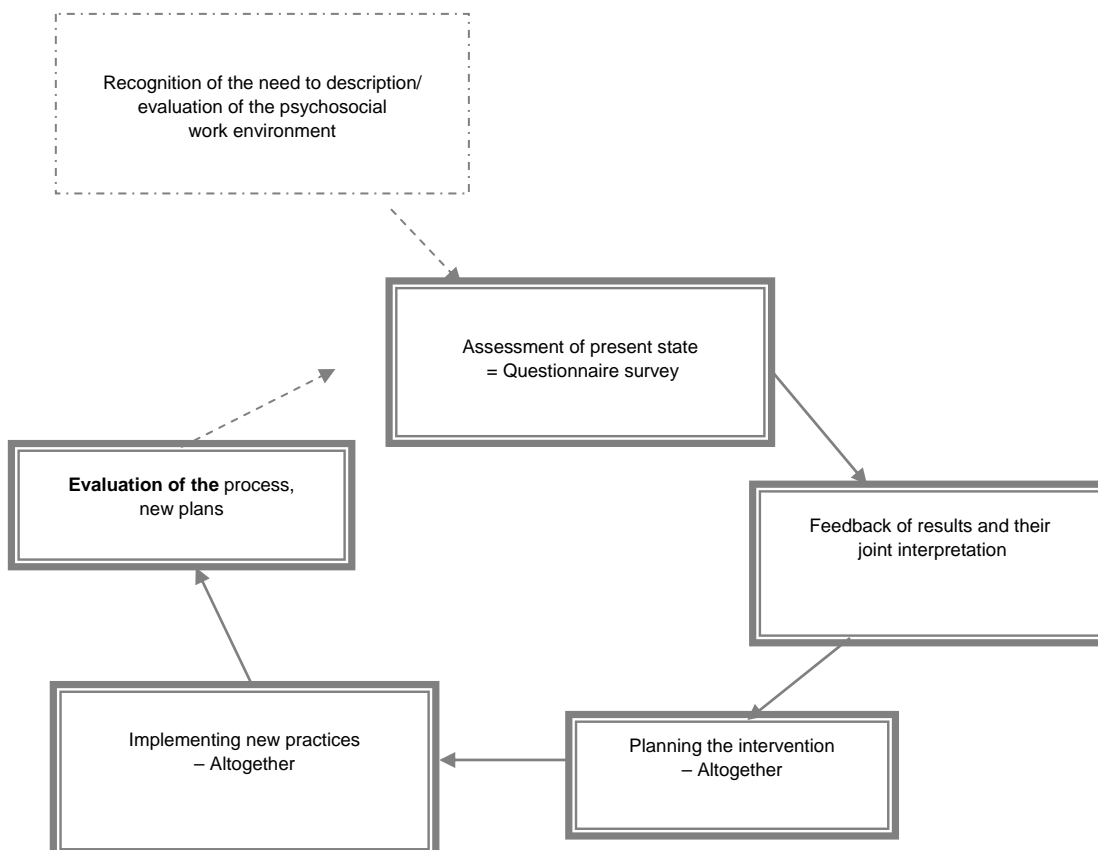 Recognition of the need to description/
evaluation of the psychosocial
work environment
Assessment of present state
= Questionnaire survey
Feedback of results and their
joint interpretation
Planning the intervention
– Altogether
Implementing new practices
– Altogether
Evaluation of the process,
new plans